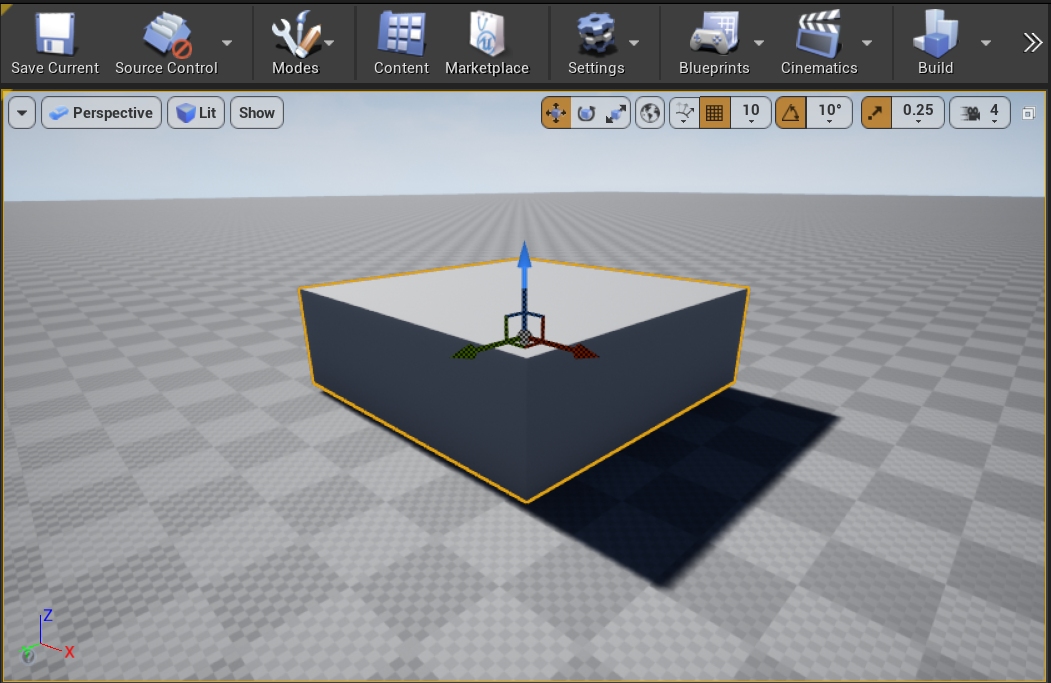 Save Current Source Control Modes Content Marketplace Settings Blueprints Cinematics Build
Perspective Lit Show 10 10° 0.25 4
Z
X
Y
?